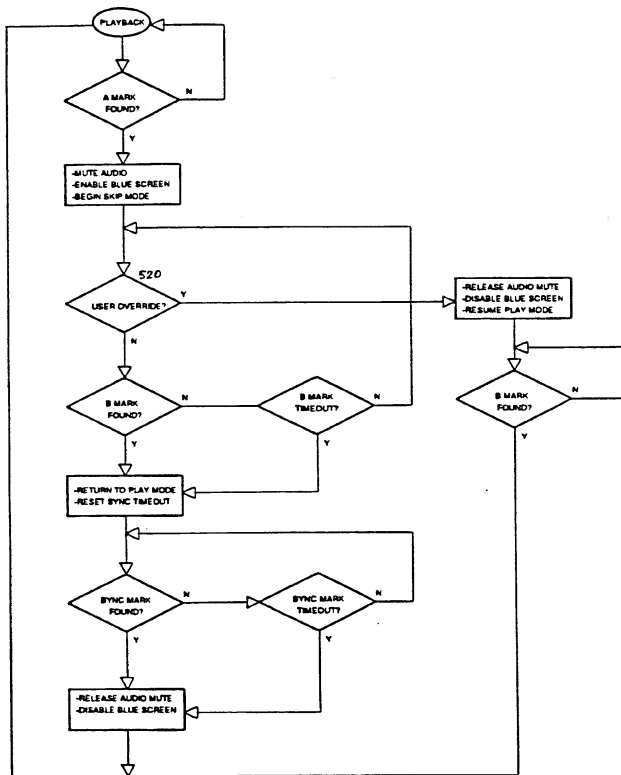 PLAYBACK
A MARK
FOUND?
N
Y
-MUTE AUDIO
-ENABLE BLUE SCREEN
-BEGIN SKIP MODE
520
USER OVERRIDE?
Y
N
-RELEASE AUDIO MUTE
-DISABLE BLUE SCREEN
-RESUME PLAY MODE
B MARK
FOUND?
N
Y
B MARK
TIMEOUT?
N
Y
B MARK
FOUND?
N
Y
-RETURN TO PLAY MODE
-RESET SYNC TIMEOUT
SYNC MARK
FOUND?
N
Y
SYNC MARK
TIMEOUT?
N
Y
-RELEASE AUDIO MUTE
-DISABLE BLUE SCREEN